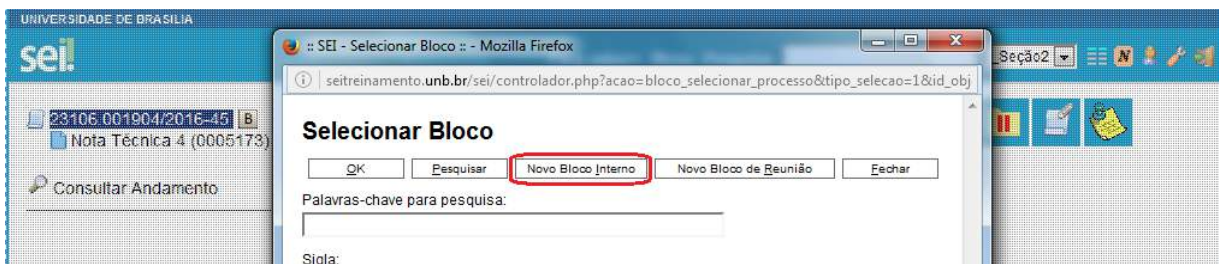 UNIVERSIDADE DE BRASÍLIA
sei!
:: SEI - Selecionar Bloco :: - Mozilla Firefox
_Seção2
N
seitreinamento.unb.br/sei/controlador.php?acao=bloco_selecionar_processo&tipo_selecao=1&id_obj
23106.001904/2016-45 B
Nota Técnica 4 (0005173)
Consultar Andamento
Selecionar Bloco
OK Pesquisar Novo Bloco Interno Novo Bloco de Reunião Fechar
Palavras-chave para pesquisa:
Sigla: